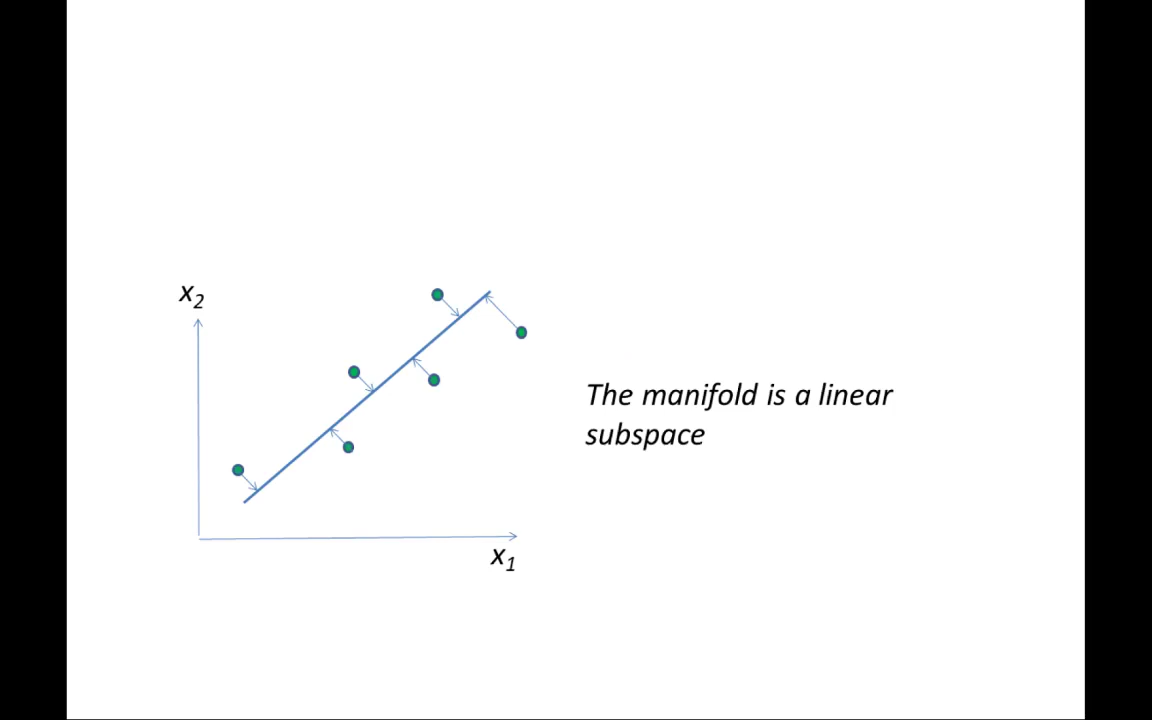 x₂
The manifold is a linear
subspace
x₁